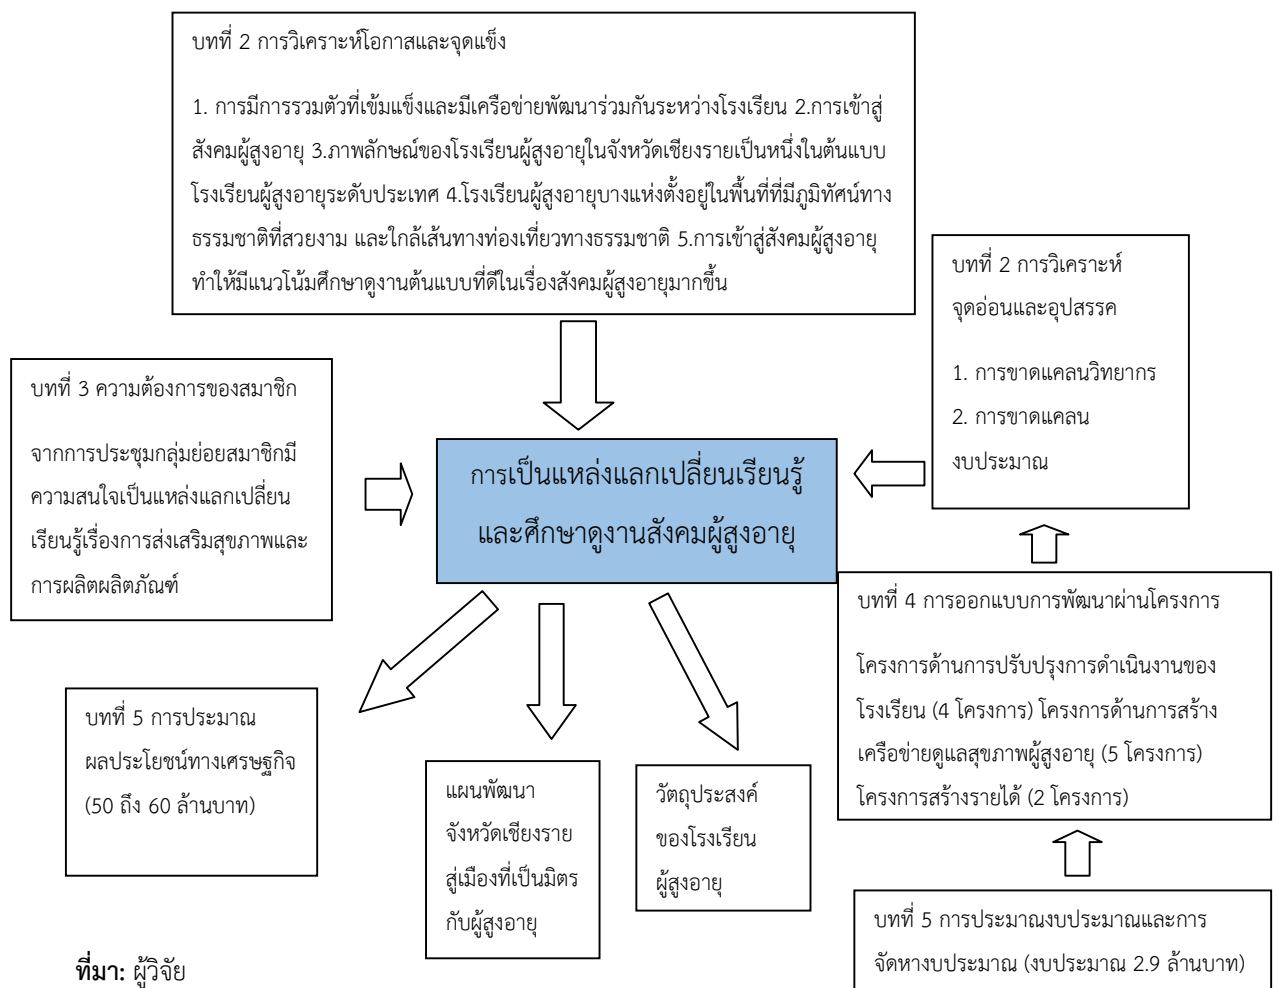 บทที่ 2 การวิเคราะห์โอกาสและจุดแข็ง
1. การมีการรวมตัวที่เข้มแข็งและมีเครือข่ายพัฒนาร่วมกันระหว่างโรงเรียน 2.การเข้าสู่
สังคมผู้สูงอายุ 3.ภาพลักษณ์ของโรงเรียนผู้สูงอายุในจังหวัดเชียงรายเป็นหนึ่งในต้นแบบ
โรงเรียนผู้สูงอายุระดับประเทศ 4.โรงเรียนผู้สูงอายุบางแห่งตั้งอยู่ในพื้นที่ที่มีภูมิทัศน์ทาง
ธรรมชาติที่สวยงาม และใกล้เส้นทางท่องเที่ยวทางธรรมชาติ 5.การเข้าสู่สังคมผู้สูงอายุ
ทำให้มีแนวโน้มศึกษาดูงานต้นแบบที่ดีในเรื่องสังคมผู้สูงอายุมากขึ้น
บทที่ 2 การวิเคราะห์
จุดอ่อนและอุปสรรค
1. การขาดแคลนวิทยากร
2. การขาดแคลน
งบประมาณ
บทที่ 3 ความต้องการของสมาชิก
จากการประชุมกลุ่มย่อยสมาชิกมี
ความสนใจเป็นแหล่งแลกเปลี่ยน
เรียนรู้เรื่องการส่งเสริมสุขภาพและ
การผลิตผลิตภัณฑ์
การเป็นแหล่งแลกเปลี่ยนเรียนรู้
และศึกษาดูงานสังคมผู้สูงอายุ
บทที่ 4 การออกแบบการพัฒนาผ่านโครงการ
โครงการด้านการปรับปรุงการดำเนินงานของ
โรงเรียน (4 โครงการ) โครงการด้านการสร้าง
เครือข่ายดูแลสุขภาพผู้สูงอายุ (5 โครงการ)
โครงการสร้างรายได้ (2 โครงการ)
บทที่ 5 การประมาณ
ผลประโยชน์ทางเศรษฐกิจ
(50 ถึง 60 ล้านบาท)
แผนพัฒนา
จังหวัดเชียงราย
สู่เมืองที่เป็นมิตร
กับผู้สูงอายุ
วัตถุประสงค์
ของโรงเรียน
ผู้สูงอายุ
บทที่ 5 การประมาณงบประมาณและการ
จัดหางบประมาณ (งบประมาณ 2.9 ล้านบาท)
ที่มา: ผู้วิจัย